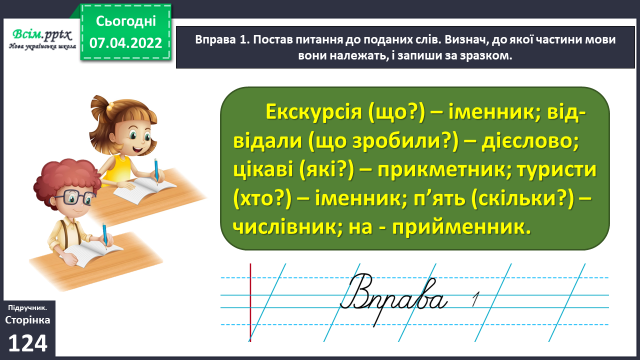 Всім.pptx
Нова українська школа
Сьогодні
07.04.2022
Вправа 1. Постав питання до поданих слів. Визнач, до якої частини мови
вони належать, і запиши за зразком.
Екскурсія (що?) – іменник; від-
відали (що зробили?) – дієслово;
цікаві (які?) – прикметник; туристи
(хто?) – іменник; п’ять (скільки?) –
числівник; на - прийменник.
Вправа 1
Підручник.
Сторінка
124